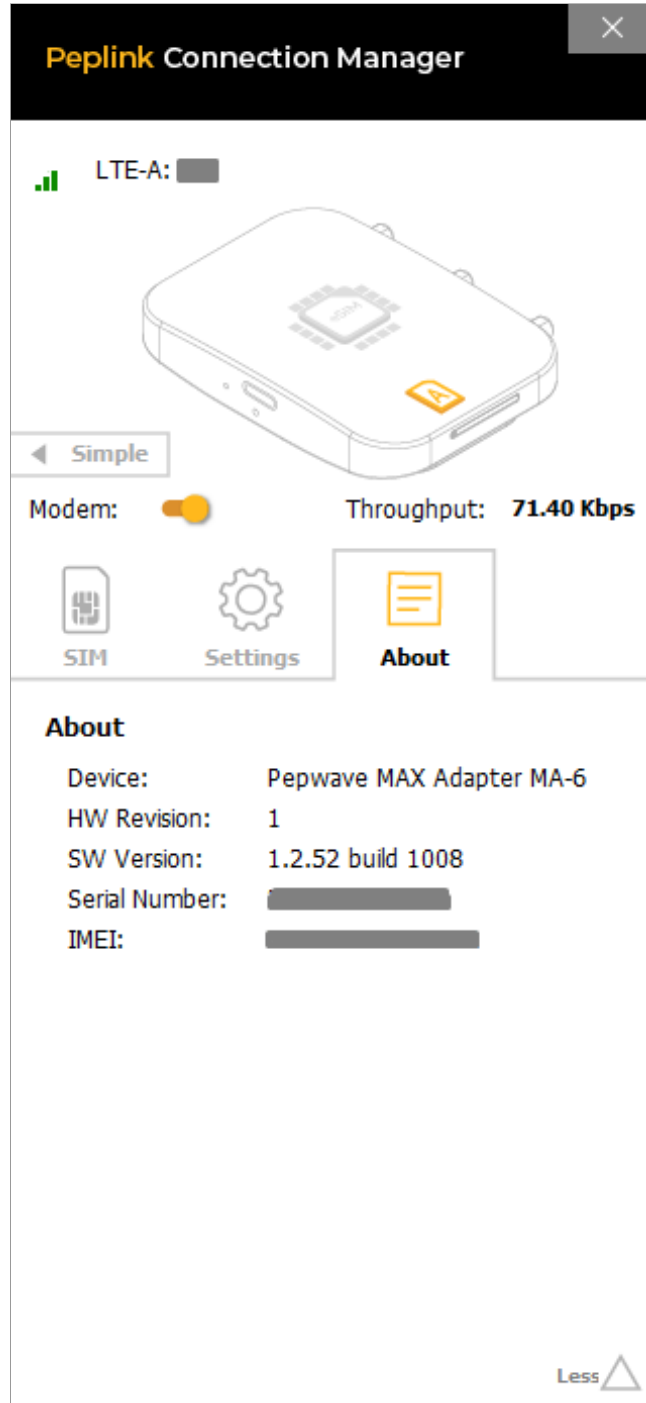 Peplink Connection Manager
LTE-A:
eSIM
A
Simple
Modem: Throughput: 71.40 Kbps
SIM Settings About
About
Device: Pepwave MAX Adapter MA-6
HW Revision: 1
SW Version: 1.2.52 build 1008
Serial Number:
IMEI:
Less